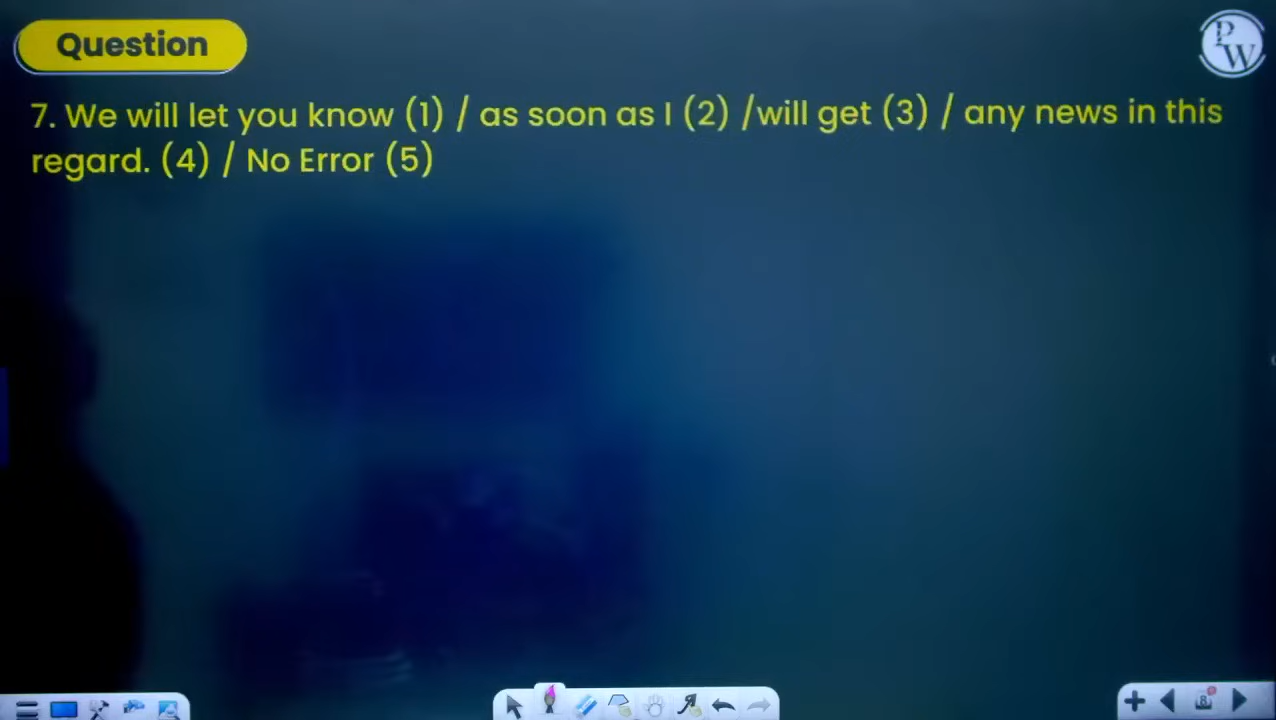 Question
PW
7. We will let you know (1) / as soon as I (2) /will get (3) / any news in this
regard. (4) / No Error (5)